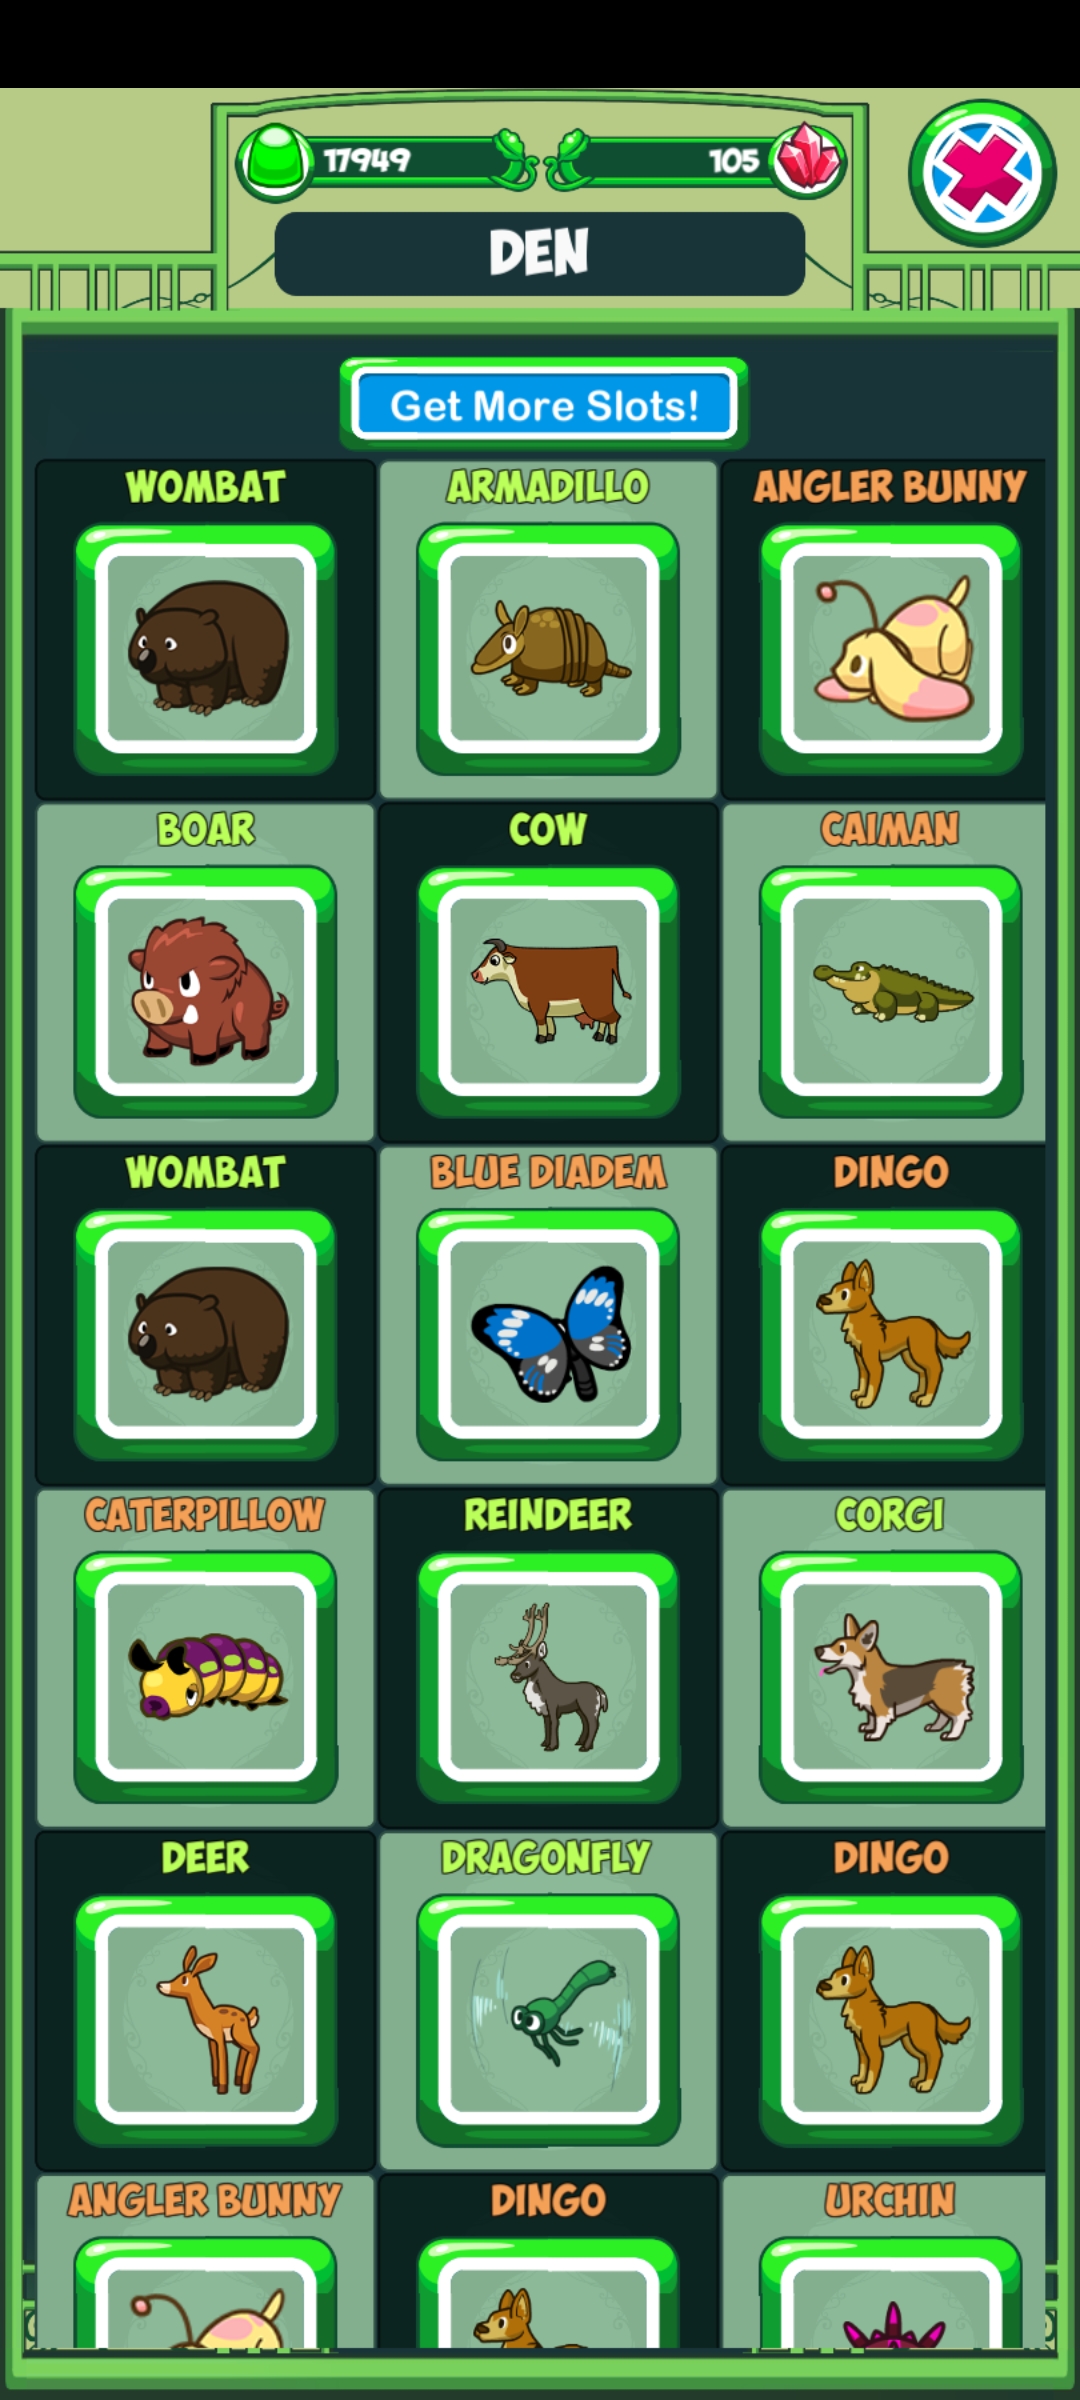 17949
105
DEN
Get More Slots!
WOMBAT
ARMADILLO
ANGLER BUNNY
BOAR
COW
CAIMAN
WOMBAT
BLUE DIADEM
DINGO
CATERPILLOW
REINDEER
CORGI
DEER
DRAGONFLY
DINGO
ANGLER BUNNY
DINGO
URCHIN